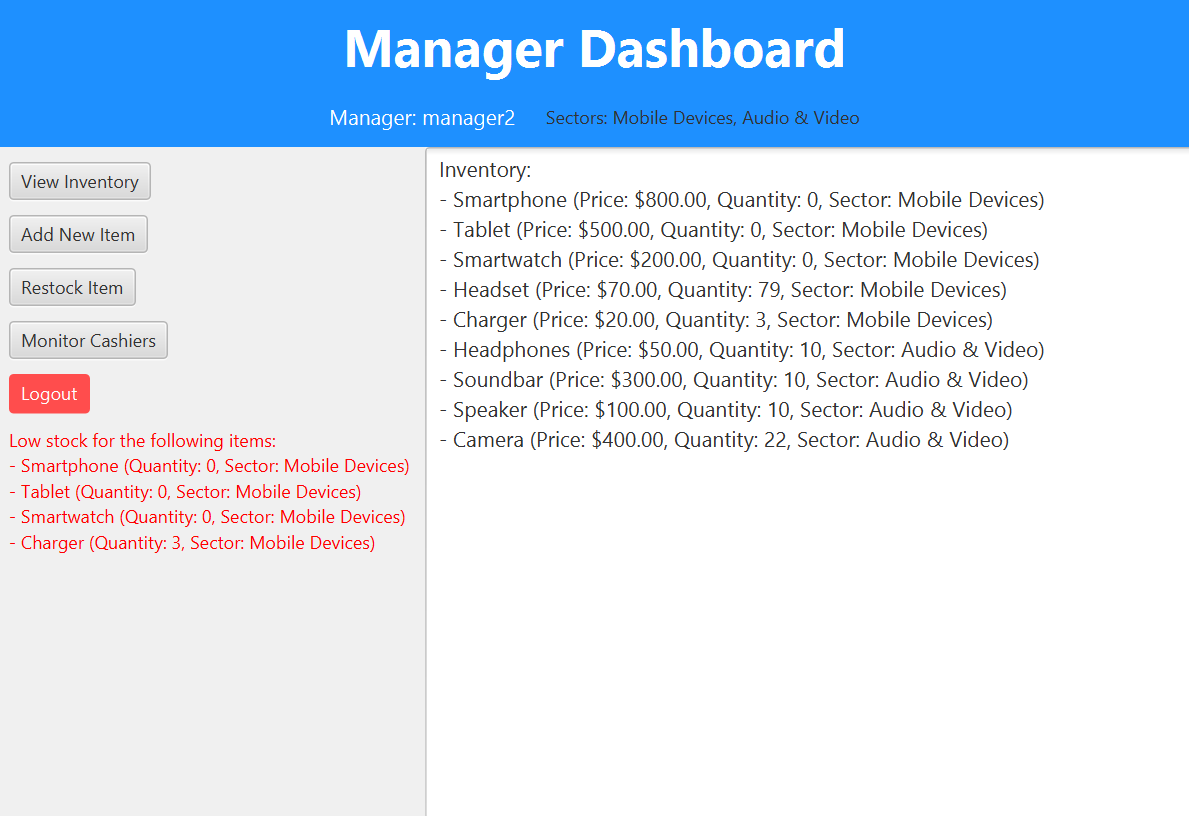 Manager Dashboard
Manager: manager2 Sectors: Mobile Devices, Audio & Video
View Inventory
Add New Item
Restock Item
Monitor Cashiers
Logout
Low stock for the following items:
- Smartphone (Quantity: 0, Sector: Mobile Devices)
- Tablet (Quantity: 0, Sector: Mobile Devices)
- Smartwatch (Quantity: 0, Sector: Mobile Devices)
- Charger (Quantity: 3, Sector: Mobile Devices)
Inventory:
- Smartphone (Price: $800.00, Quantity: 0, Sector: Mobile Devices)
- Tablet (Price: $500.00, Quantity: 0, Sector: Mobile Devices)
- Smartwatch (Price: $200.00, Quantity: 0, Sector: Mobile Devices)
- Headset (Price: $70.00, Quantity: 79, Sector: Mobile Devices)
- Charger (Price: $20.00, Quantity: 3, Sector: Mobile Devices)
- Headphones (Price: $50.00, Quantity: 10, Sector: Audio & Video)
- Soundbar (Price: $300.00, Quantity: 10, Sector: Audio & Video)
- Speaker (Price: $100.00, Quantity: 10, Sector: Audio & Video)
- Camera (Price: $400.00, Quantity: 22, Sector: Audio & Video)